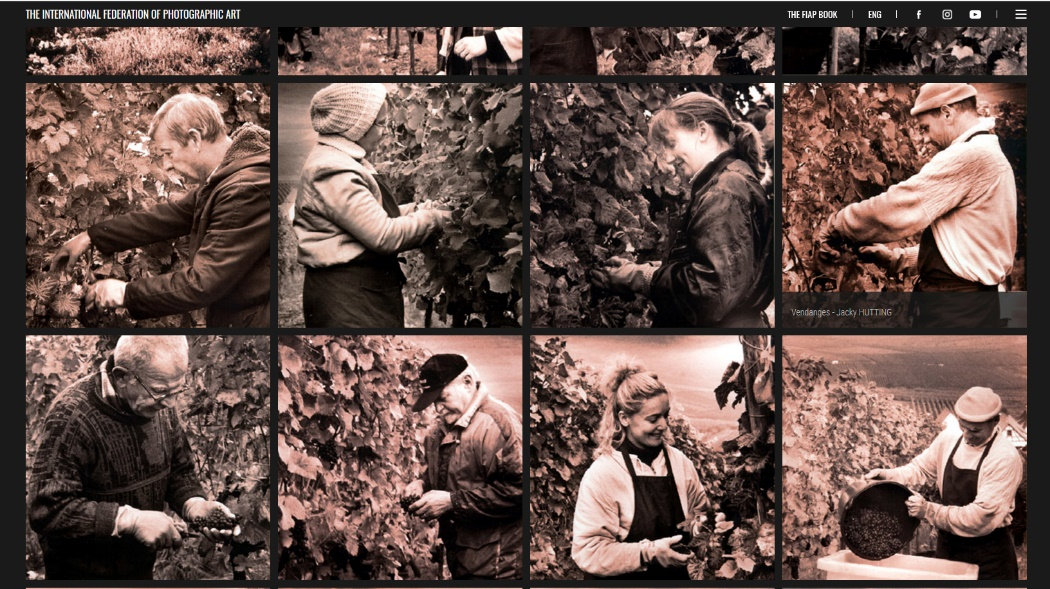 THE INTERNATIONAL FEDERATION OF PHOTOGRAPHIC ART
THE FIAP BOOK | ENG |
Vendanges - Jacky HUTTING